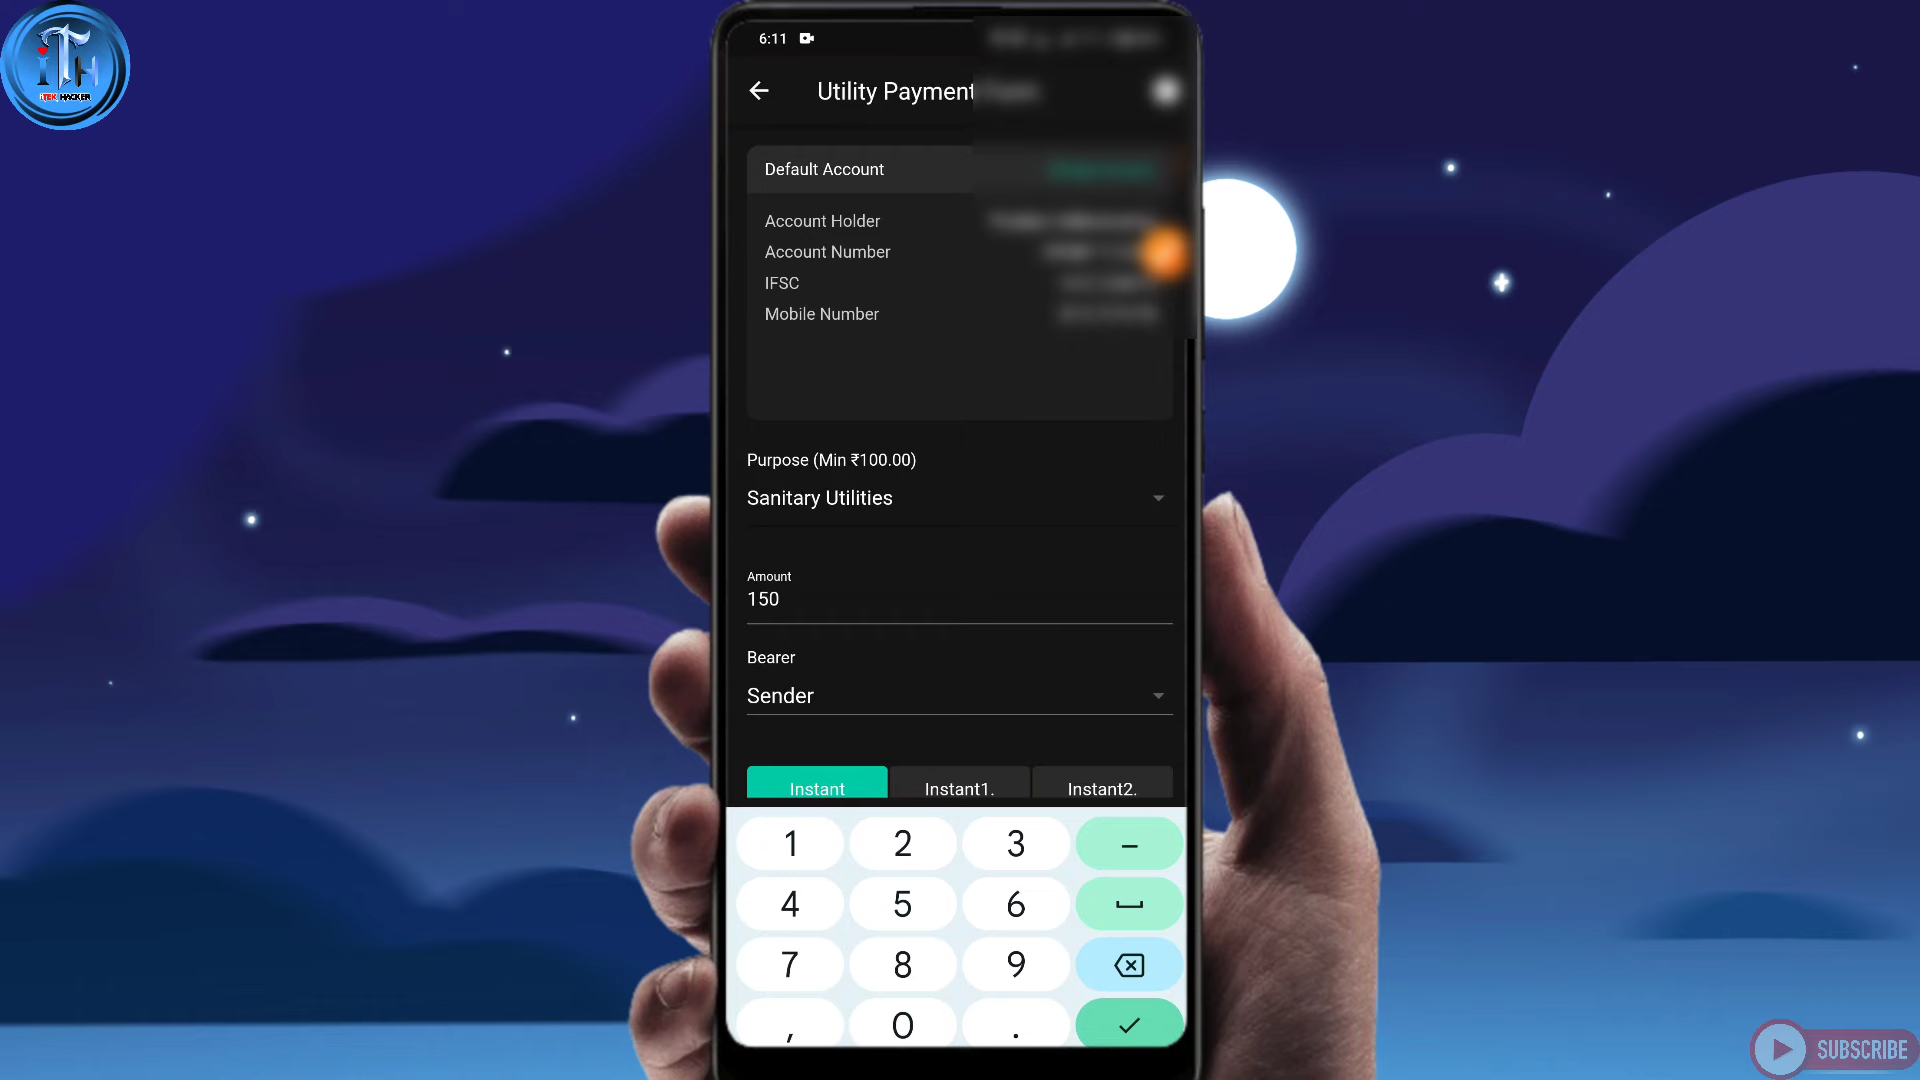 iTH
ITEK HACKER
6:11
Utility Payment
Default Account
Account Holder
Account Number
IFSC
Mobile Number
Purpose (Min ₹100.00)
Sanitary Utilities
Amount
150
Bearer
Sender
Instant Instant1. Instant2.
1 2 3 –
4 5 6
7 8 9
, 0 .
SUBSCRIBE